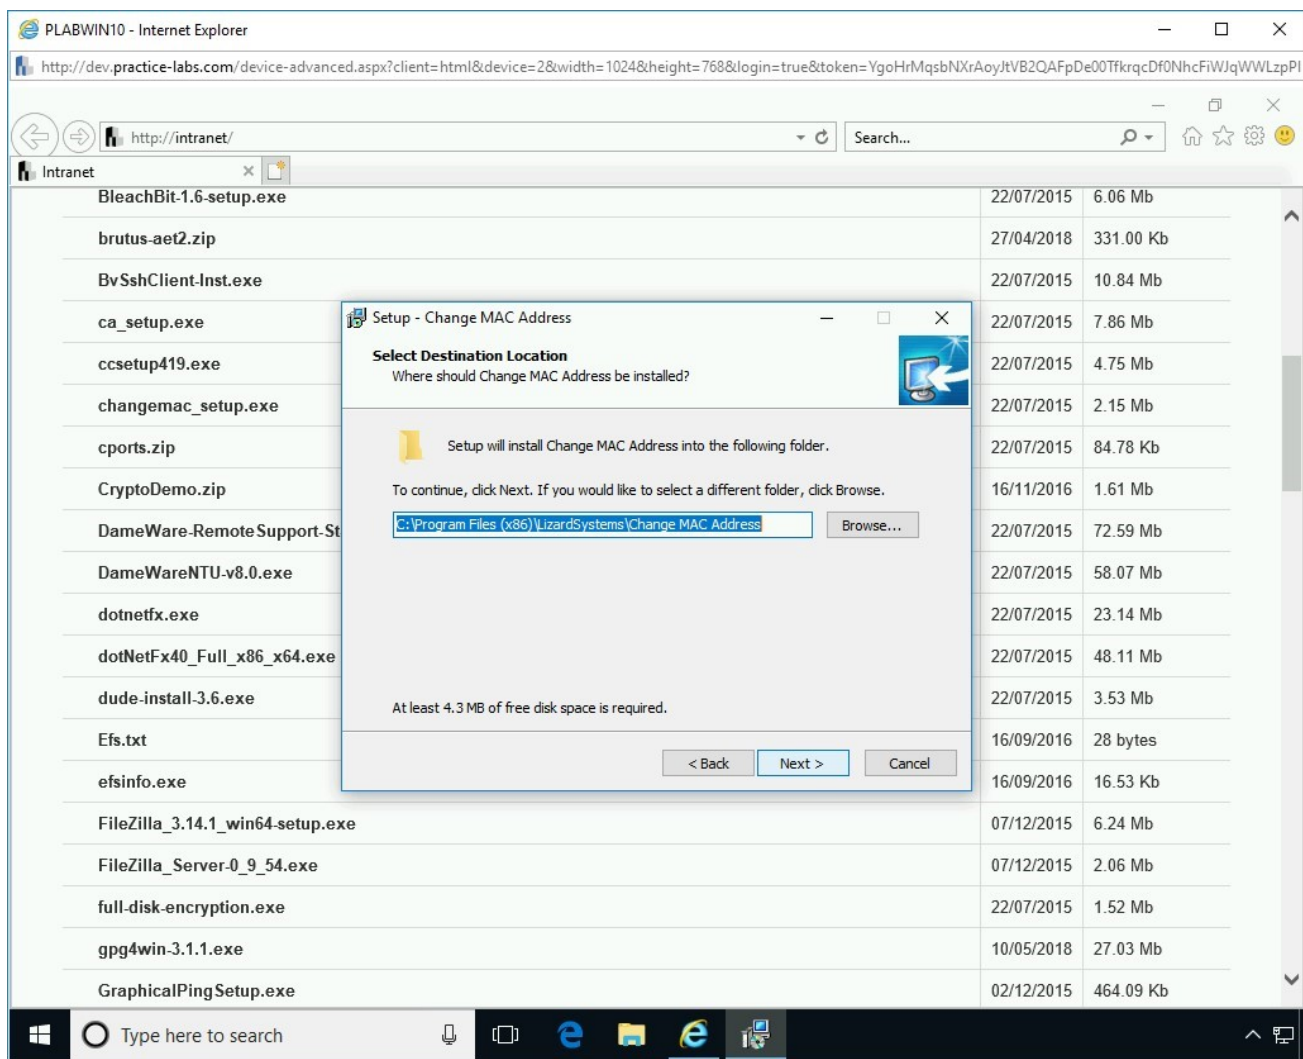 PLABWIN10 - Internet Explorer
http://dev.practice-labs.com/device-advanced.aspx?client=html&device=2&width=1024&height=768&login=true&token=YgoHrMqsbNXrAoyJtVB2QAFpDe00TfkrqcDf0NhcFiWJqWWLzpPl
http://intranet/
Search...
Intranet
BleachBit-1.6-setup.exe 22/07/2015 6.06 Mb
brutus-aet2.zip 27/04/2018 331.00 Kb
BvSshClient-Inst.exe 22/07/2015 10.84 Mb
ca_setup.exe 22/07/2015 7.86 Mb
ccsetup419.exe 22/07/2015 4.75 Mb
changemac_setup.exe 22/07/2015 2.15 Mb
cports.zip 22/07/2015 84.78 Kb
CryptoDemo.zip 16/11/2016 1.61 Mb
DameWare-RemoteSupport-St 22/07/2015 72.59 Mb
DameWareNTU-v8.0.exe 22/07/2015 58.07 Mb
dotnetfx.exe 22/07/2015 23.14 Mb
dotNetFx40_Full_x86_x64.exe 22/07/2015 48.11 Mb
dude-install-3.6.exe 22/07/2015 3.53 Mb
Efs.txt 16/09/2016 28 bytes
efsinfo.exe 16/09/2016 16.53 Kb
FileZilla_3.14.1_win64-setup.exe 07/12/2015 6.24 Mb
FileZilla_Server-0_9_54.exe 07/12/2015 2.06 Mb
full-disk-encryption.exe 22/07/2015 1.52 Mb
gpg4win-3.1.1.exe 10/05/2018 27.03 Mb
GraphicalPingSetup.exe 02/12/2015 464.09 Kb
Setup - Change MAC Address
Select Destination Location
Where should Change MAC Address be installed?
Setup will install Change MAC Address into the following folder.
To continue, click Next. If you would like to select a different folder, click Browse.
C:\Program Files (x86)\LizardSystems\Change MAC Address
Browse...
At least 4.3 MB of free disk space is required.
< Back
Next >
Cancel
Type here to search